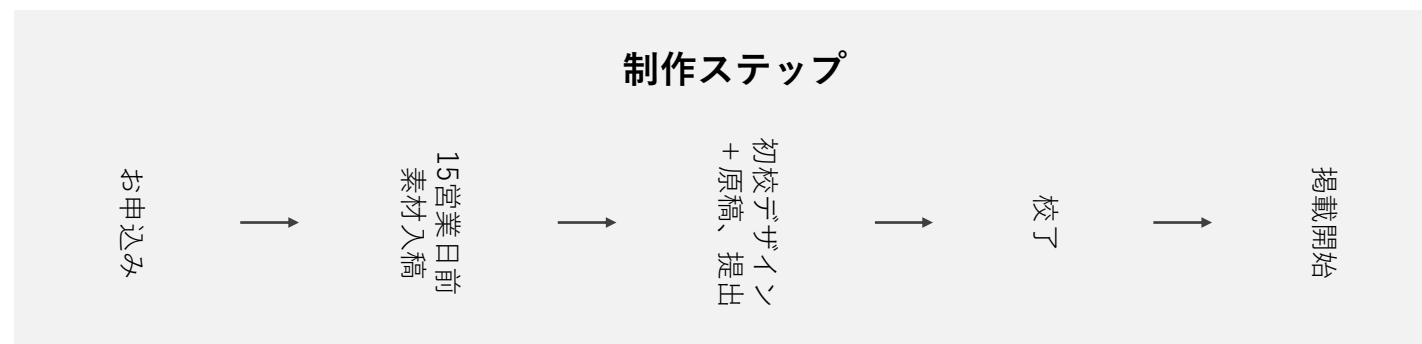 制作ステップ
お申込み
15営業日前
素材入稿
初校デザイン
＋原稿、提出
校了
掲載開始